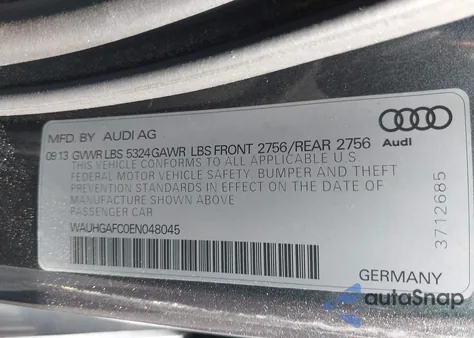 MFD. BY AUDI AG
09 13 GVWR LBS 5324 GAWR LBS FRONT 2756/REAR 2756
THIS VEHICLE CONFORMS TO ALL APPLICABLE U.S
FEDERAL MOTOR VEHICLE SAFETY, BUMPER AND THEFT
PREVENTION STANDARDS IN EFFECT ON THE DATE OF
MANUFACTURE SHOWN ABOVE.
PASSENGER CAR
WAUHGAFC0EN048045
Audi
3712685
GERMANY
autoSnap